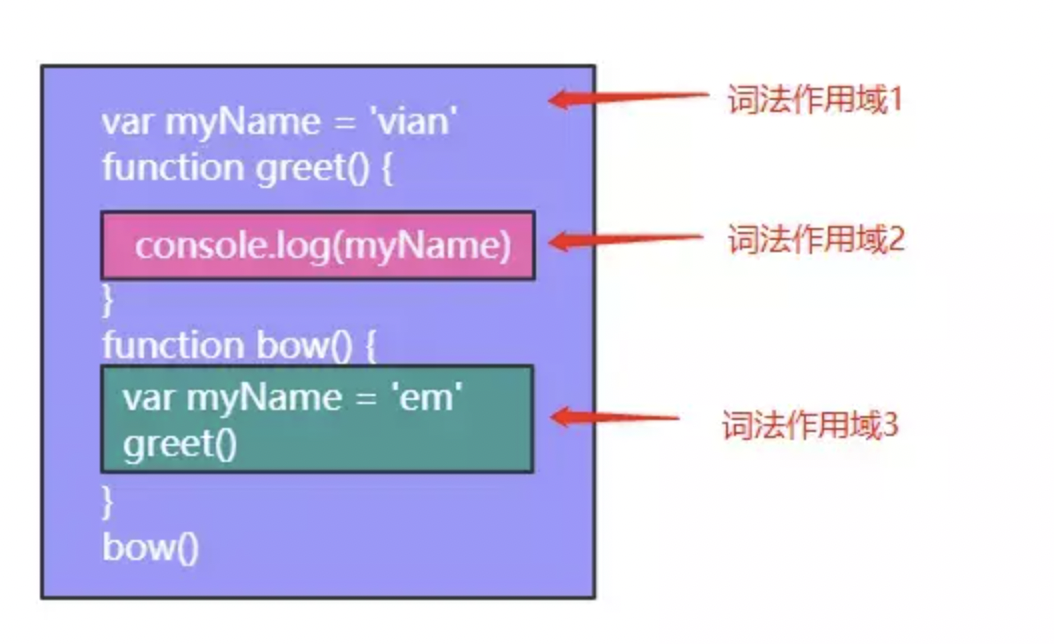 var myName = 'vian'
词法作用域1
function greet() {
console.log(myName)
词法作用域2
}
function bow() {
var myName = 'em'
词法作用域3
greet()
}
bow()